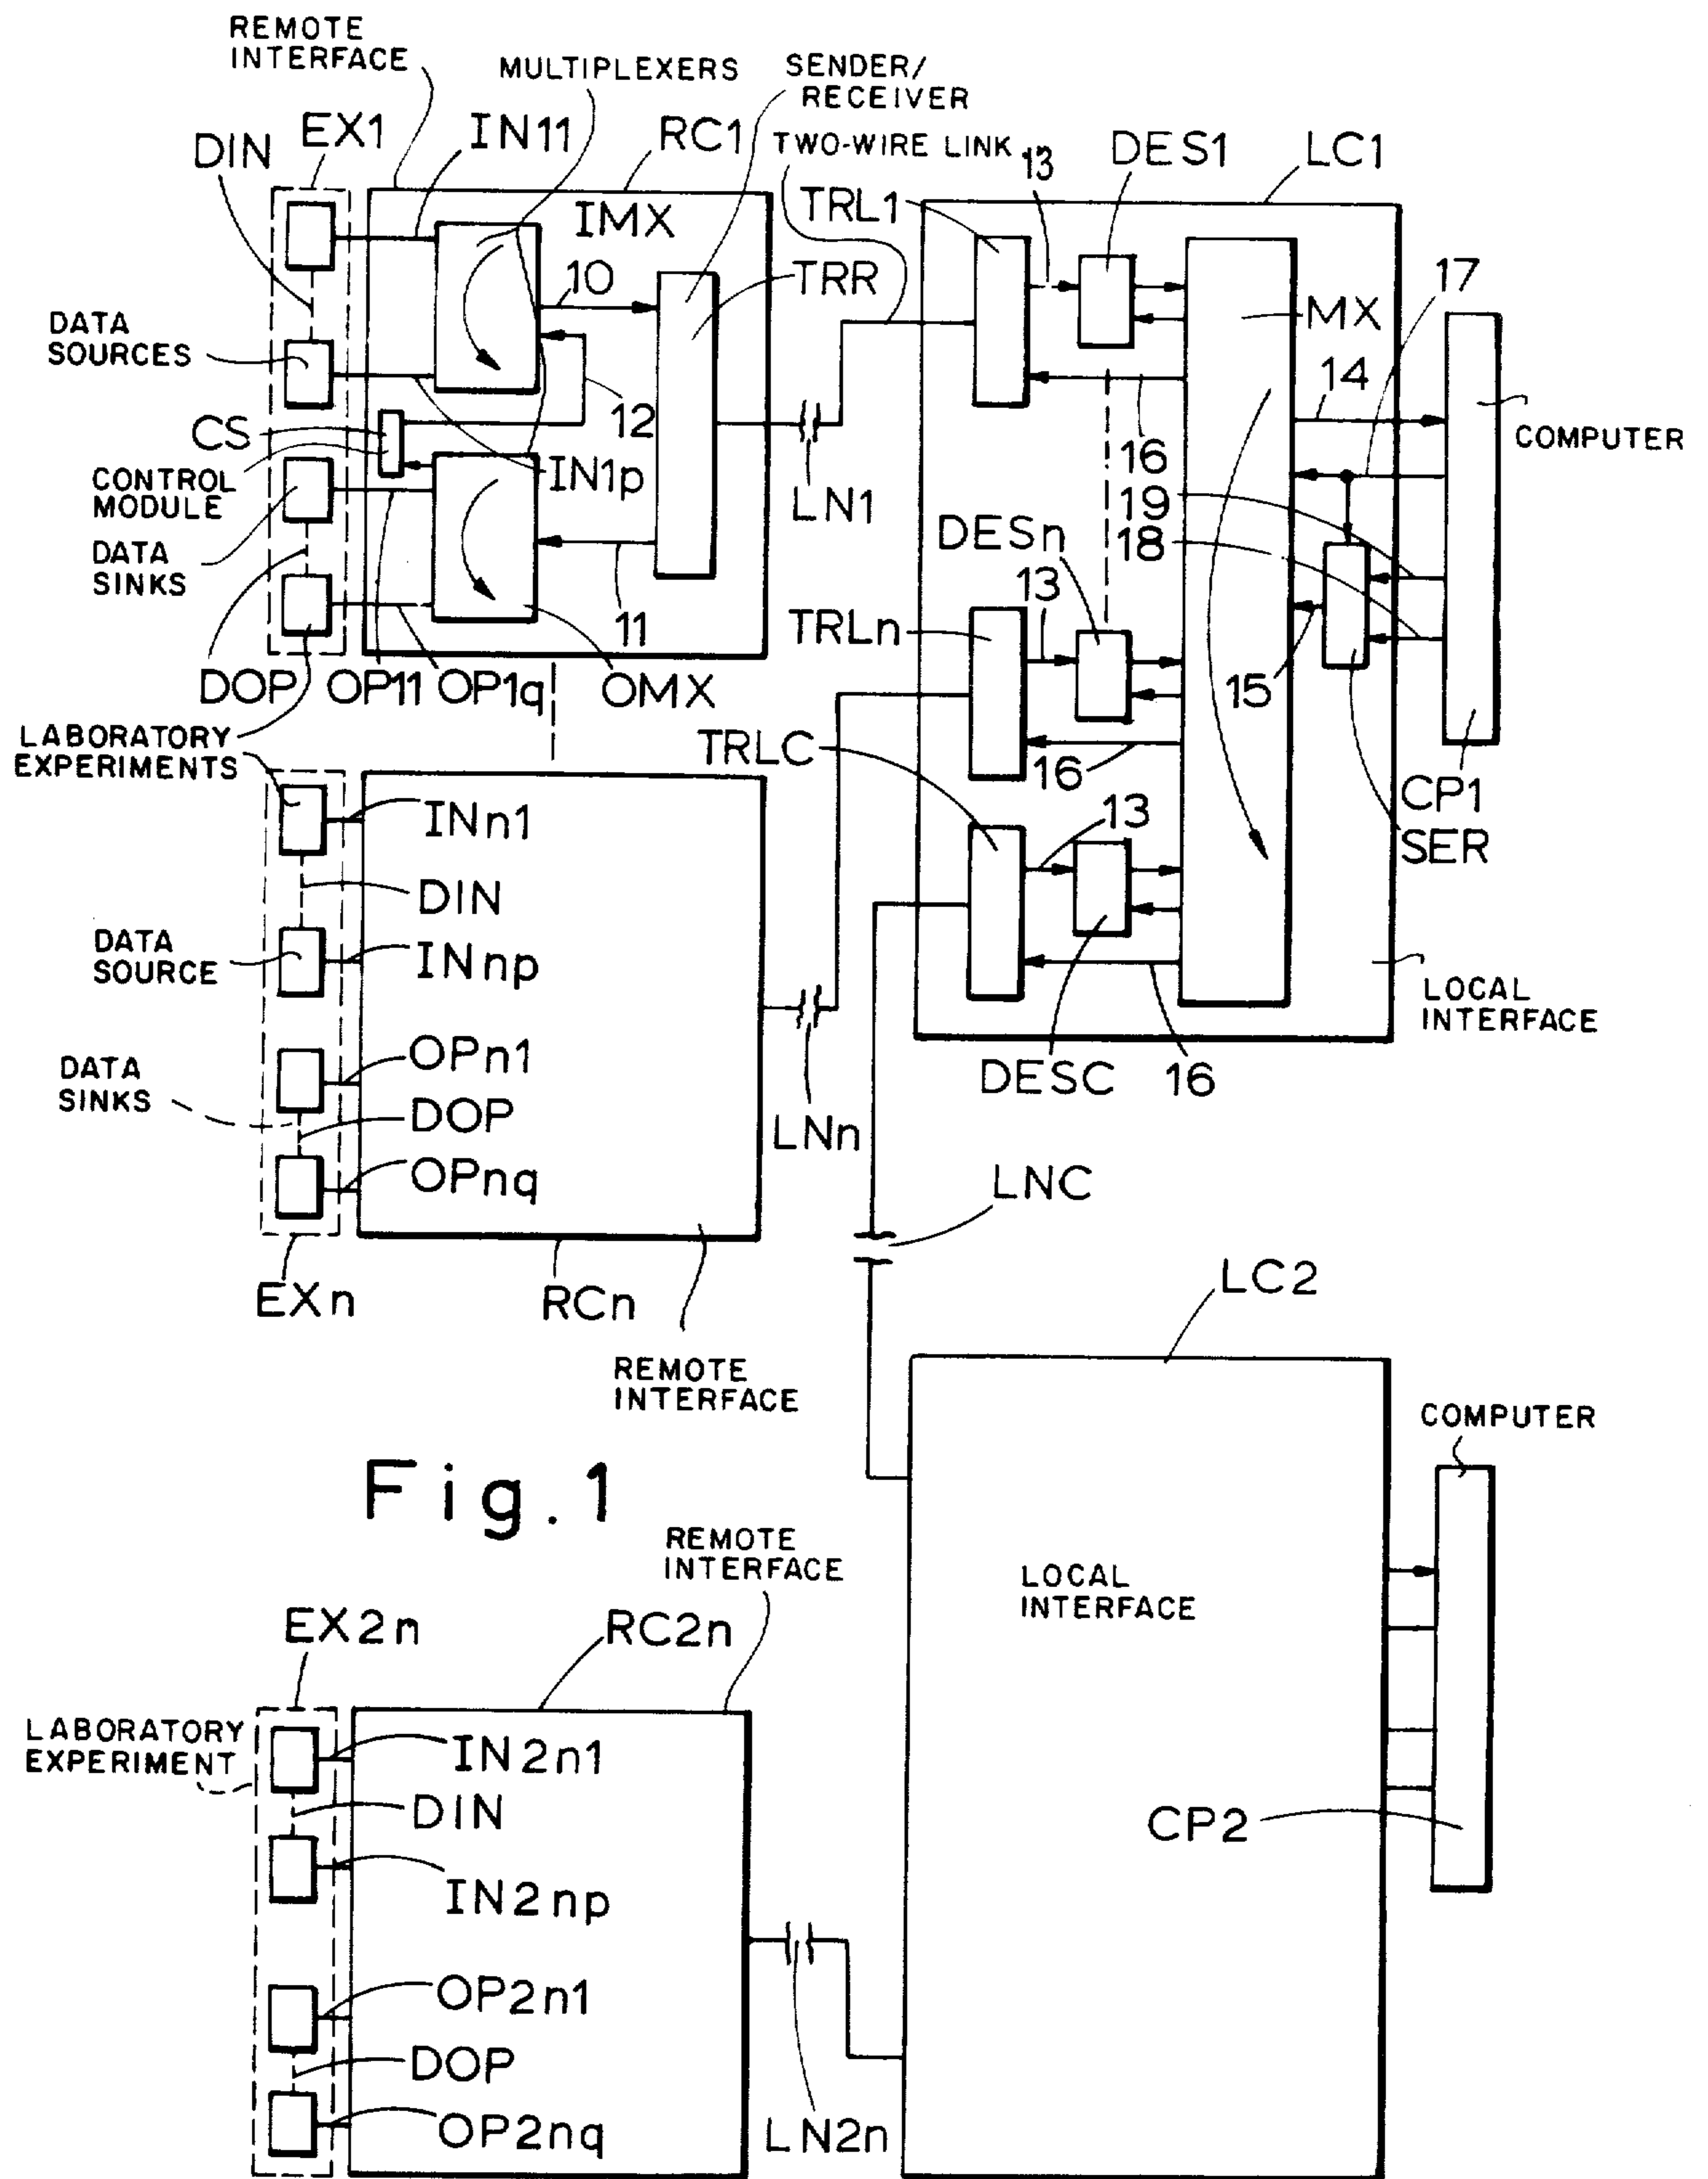 REMOTE
INTERFACE
MULTIPLEXERS
SENDER/
RECEIVER
EX1
IN11
RC1
TWO-WIRE LINK
13
DES1
LC1
DIN
IMX
TRL1
10
TRR
MX
17
DATA
SOURCES
14
CS
12
COMPUTER
CONTROL
MODULE
IN1p
LN1
16
19
18
DATA
SINKS
DESn
13
11
TRLn
15
DOP
OP11
OP1q
OMX
LABORATORY
EXPERIMENTS
TRLC
16
CP1
SER
INn1
13
DIN
DATA
SOURCE
INnp
LOCAL
INTERFACE
OPn1
DESC
16
DATA
SINKS
DOP
LNn
OPnq
LNC
EXn
RCn
LC2
REMOTE
INTERFACE
COMPUTER
Fig.1
REMOTE
INTERFACE
LOCAL
INTERFACE
EX2n
RC2n
LABORATORY
EXPERIMENT
IN2n1
DIN
CP2
IN2np
OP2n1
DOP
OP2nq
LN2n